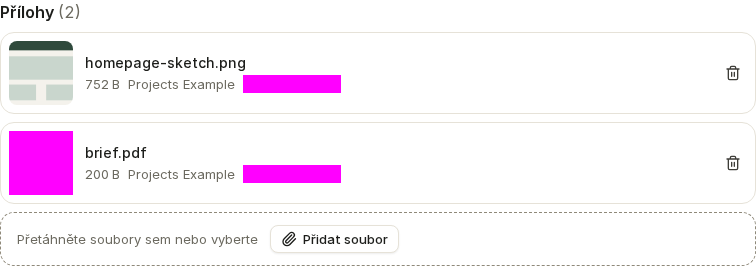 Přílohy (2)
homepage-sketch.png
752 B Projects Example
brief.pdf
200 B Projects Example
Přetáhněte soubory sem nebo vyberte Přidat soubor